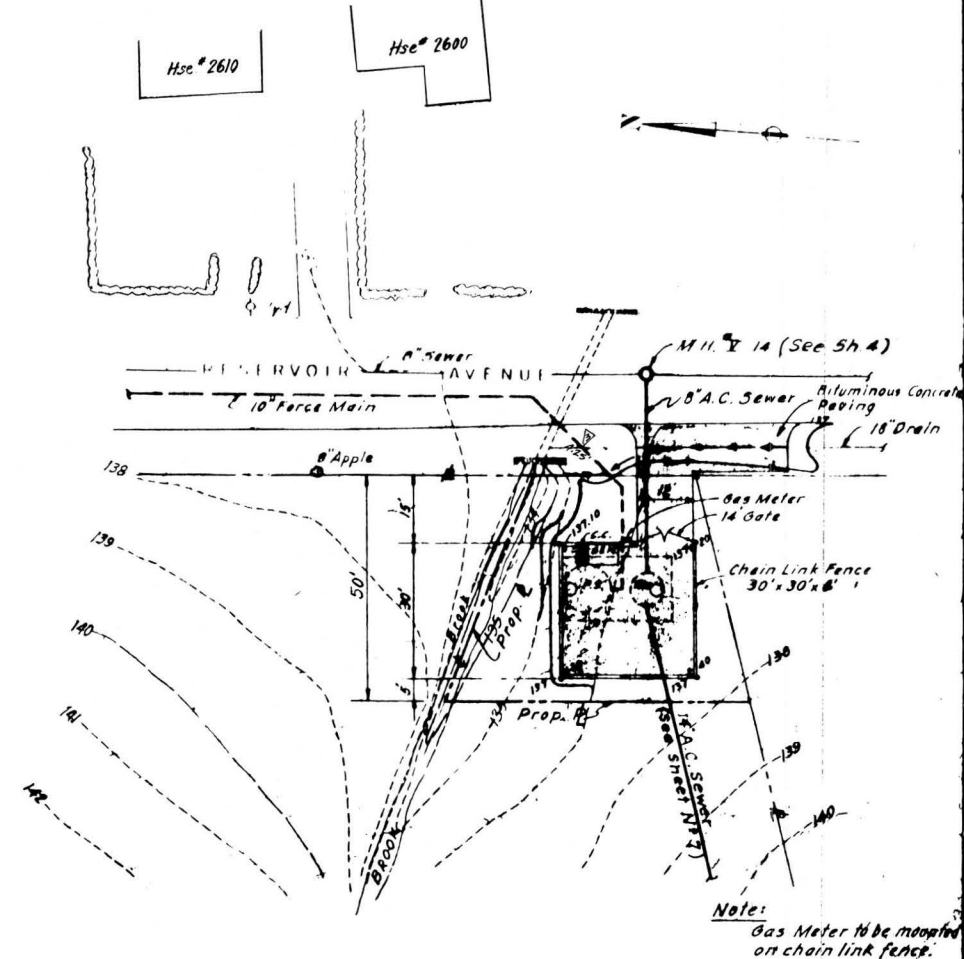 Hse# 2610
Hse# 2600
M.H. # 14 (See Sh. 4)
8" Sewer
RESERVOIR AVENUE
8" A.C. Sewer
Bituminous Concrete
Paving
10" Force Main
18" Drain
8" Apple
138
15'
Gas Meter
14' Gate
137.10
139
50'
30'
Chain Link Fence
30' x 30' x 6'
Brook
Prop. ℄
140
138
5'
Prop. ℄
141
14" A.C. Sewer
(See Sheet Nº 7)
139
142
140
BROOK
Note:
Gas Meter to be mounted
on chain link fence.